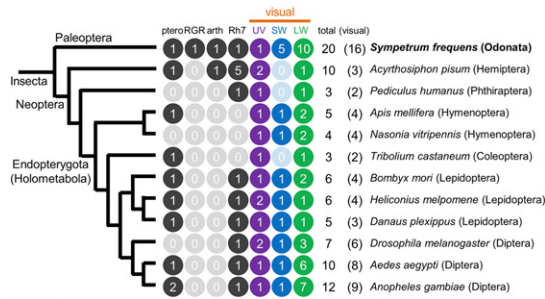 visual
Paleoptera ptero RGR arth Rh7 UV SW LW total (visual)
1 1 1 1 1 5 10 20 (16) Sympetrum frequens (Odonata)
Insecta 1 0 1 5 2 0 1 10 (3) Acyrthosiphon pisum (Hemiptera)
Neoptera 0 0 0 1 1 0 1 3 (2) Pediculus humanus (Phthiraptera)
1 0 0 0 1 1 2 5 (4) Apis mellifera (Hymenoptera)
0 0 0 0 1 1 2 4 (4) Nasonia vitripennis (Hymenoptera)
Endopterygota 1 0 0 0 1 0 1 3 (2) Tribolium castaneum (Coleoptera)
(Holometabola) 1 0 0 1 1 1 2 6 (4) Bombyx mori (Lepidoptera)
1 0 0 1 2 1 1 6 (4) Heliconius melpomene (Lepidoptera)
1 0 0 1 1 1 1 5 (3) Danaus plexippus (Lepidoptera)
0 0 0 1 2 1 3 7 (6) Drosophila melanogaster (Diptera)
1 0 0 1 1 1 6 10 (8) Aedes aegypti (Diptera)
2 0 0 1 1 1 7 12 (9) Anopheles gambiae (Diptera)